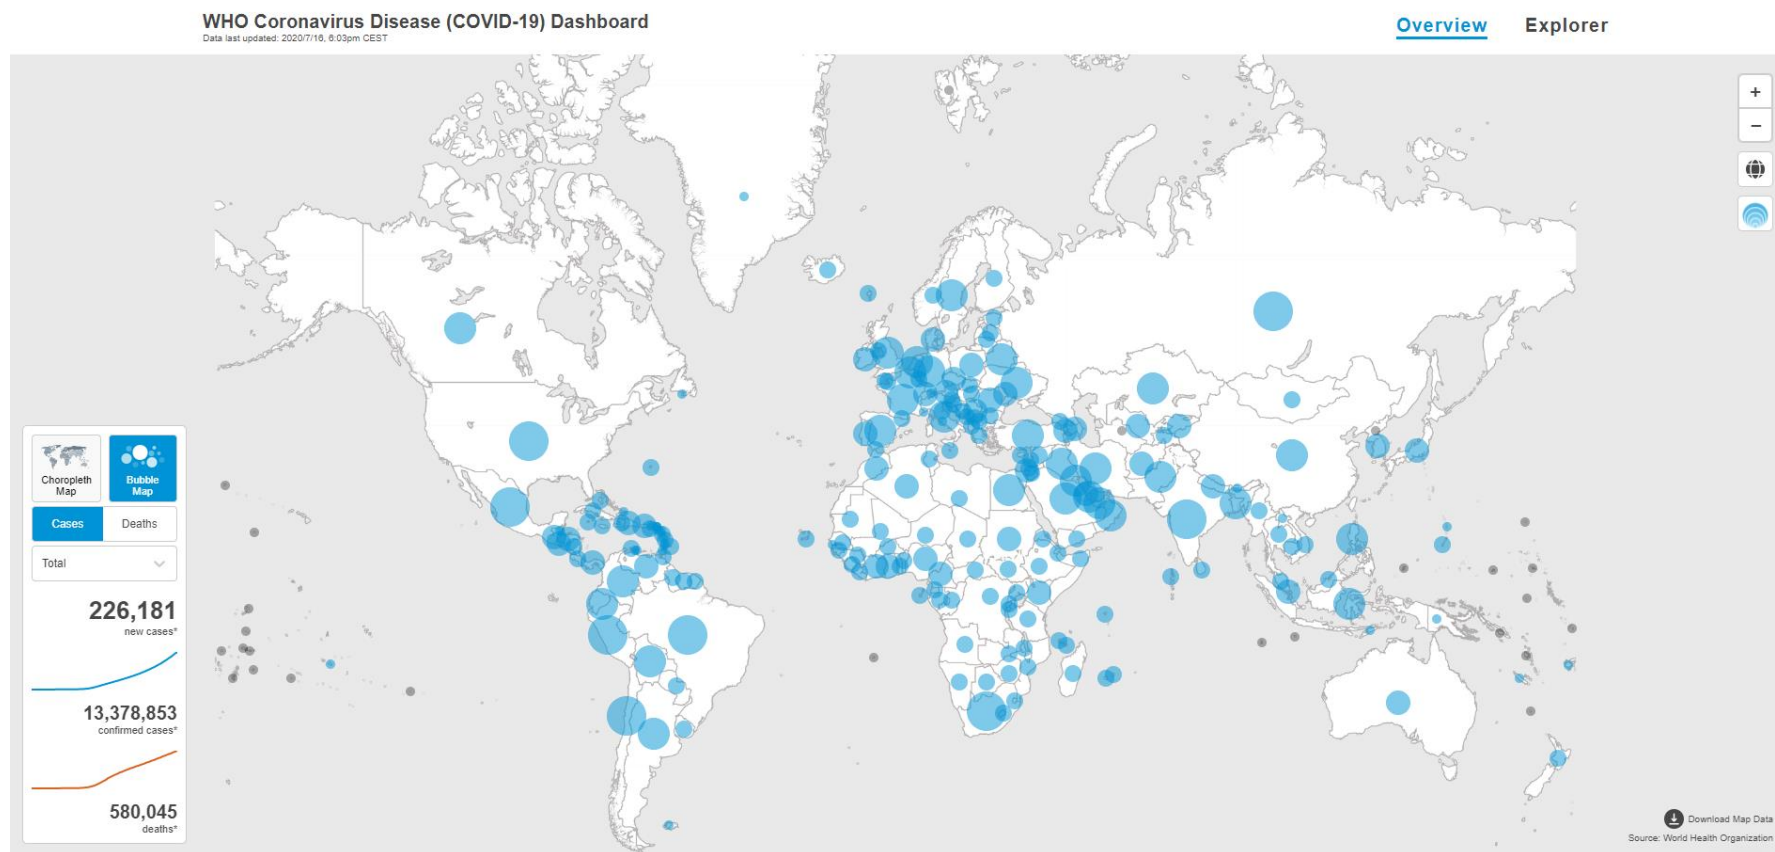 WHO Coronavirus Disease (COVID-19) Dashboard
Data last updated: 2020/7/16, 6:03pm CEST
Overview
Explorer
+
−
Choropleth
Map
Bubble
Map
Cases
Deaths
Total
226,181
new cases*
13,378,853
confirmed cases*
580,045
deaths*
Download Map Data
Source: World Health Organization